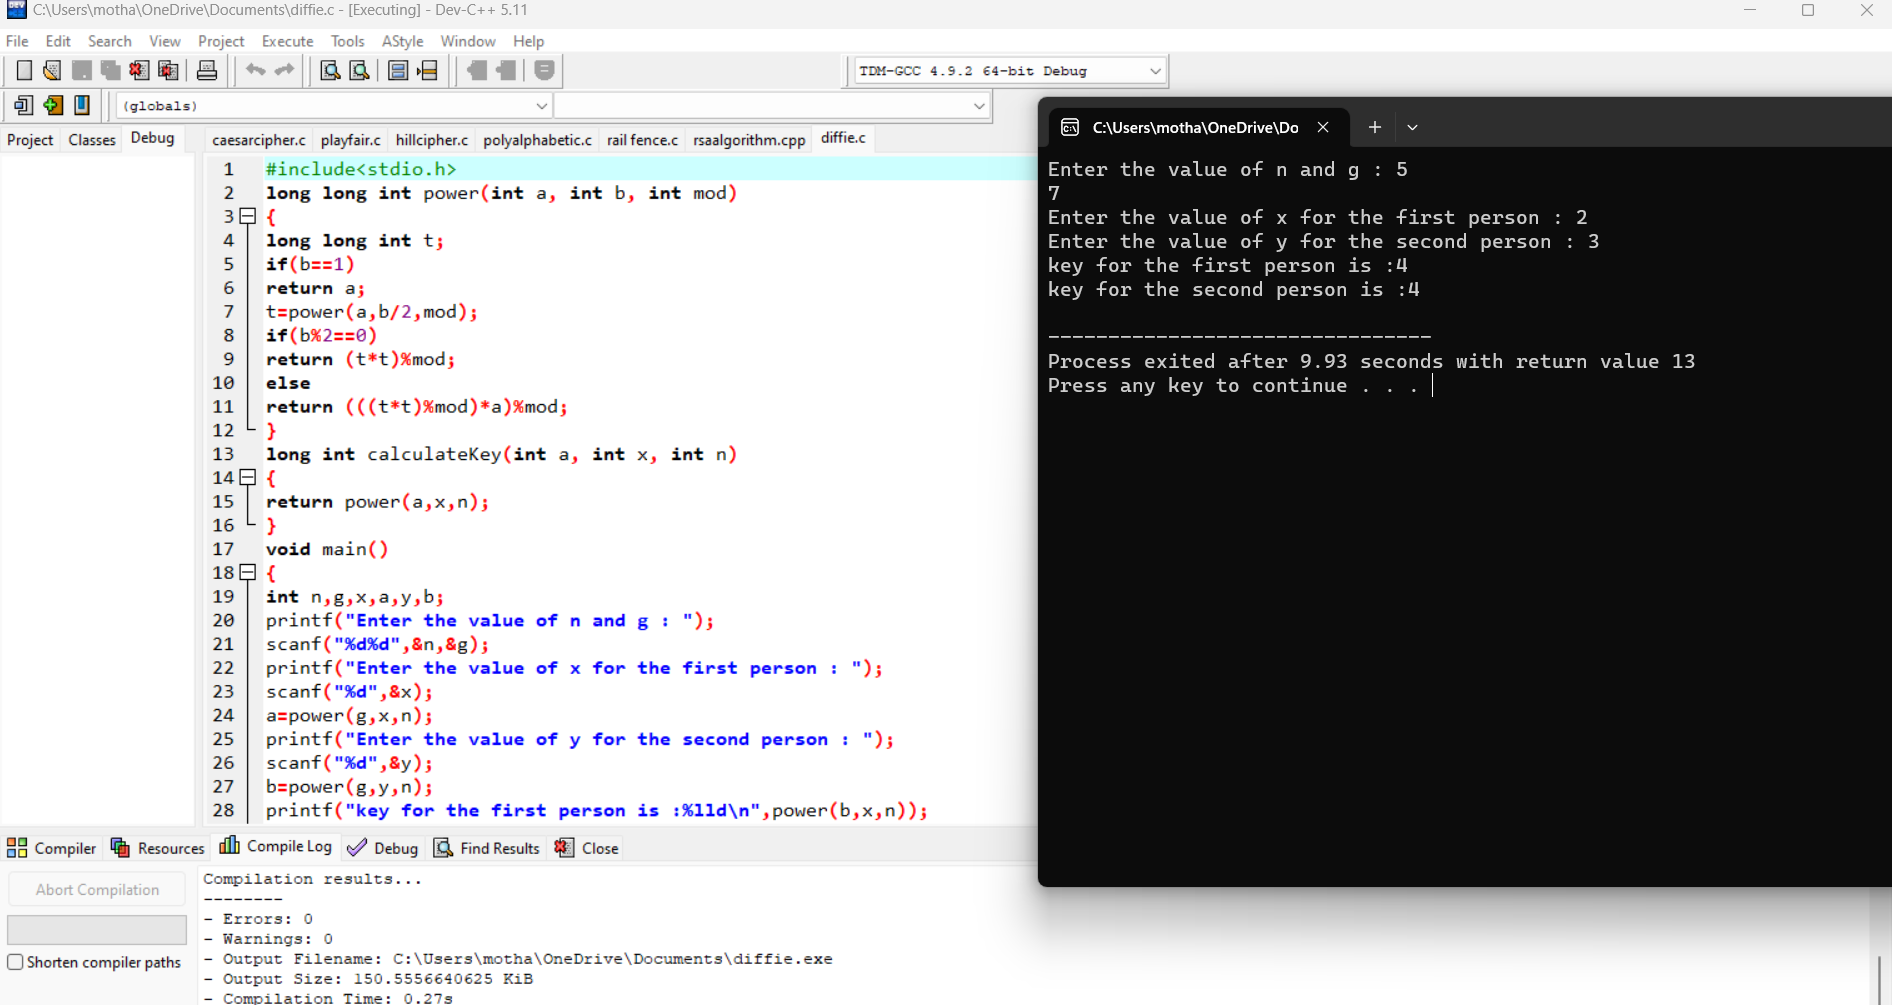 C:\Users\motha\OneDrive\Documents\diffie.c - [Executing] - Dev-C++ 5.11
File Edit Search View Project Execute Tools AStyle Window Help
TDM-GCC 4.9.2 64-bit Debug
(globals)
Project Classes Debug
caesarcipher.c playfair.c hillcipher.c polyalphabetic.c rail fence.c rsaalgorithm.cpp diffie.c
1 #include<stdio.h>
2 long long int power(int a, int b, int mod)
3 {
4 long long int t;
5 if(b==1)
6 return a;
7 t=power(a,b/2,mod);
8 if(b%2==0)
9 return (t*t)%mod;
10 else
11 return (((t*t)%mod)*a)%mod;
12 }
13 long int calculateKey(int a, int x, int n)
14 {
15 return power(a,x,n);
16 }
17 void main()
18 {
19 int n,g,x,a,y,b;
20 printf("Enter the value of n and g : ");
21 scanf("%d%d",&n,&g);
22 printf("Enter the value of x for the first person : ");
23 scanf("%d",&x);
24 a=power(g,x,n);
25 printf("Enter the value of y for the second person : ");
26 scanf("%d",&y);
27 b=power(g,y,n);
28 printf("key for the first person is :%lld\n",power(b,x,n));
C:\Users\motha\OneDrive\Do
Enter the value of n and g : 5
7
Enter the value of x for the first person : 2
Enter the value of y for the second person : 3
key for the first person is :4
key for the second person is :4
--------------------------------
Process exited after 9.93 seconds with return value 13
Press any key to continue . . .
Compiler Resources Compile Log Debug Find Results Close
Abort Compilation
Shorten compiler paths
Compilation results...
--------
- Errors: 0
- Warnings: 0
- Output Filename: C:\Users\motha\OneDrive\Documents\diffie.exe
- Output Size: 150.5556640625 KiB
- Compilation Time: 0.27s